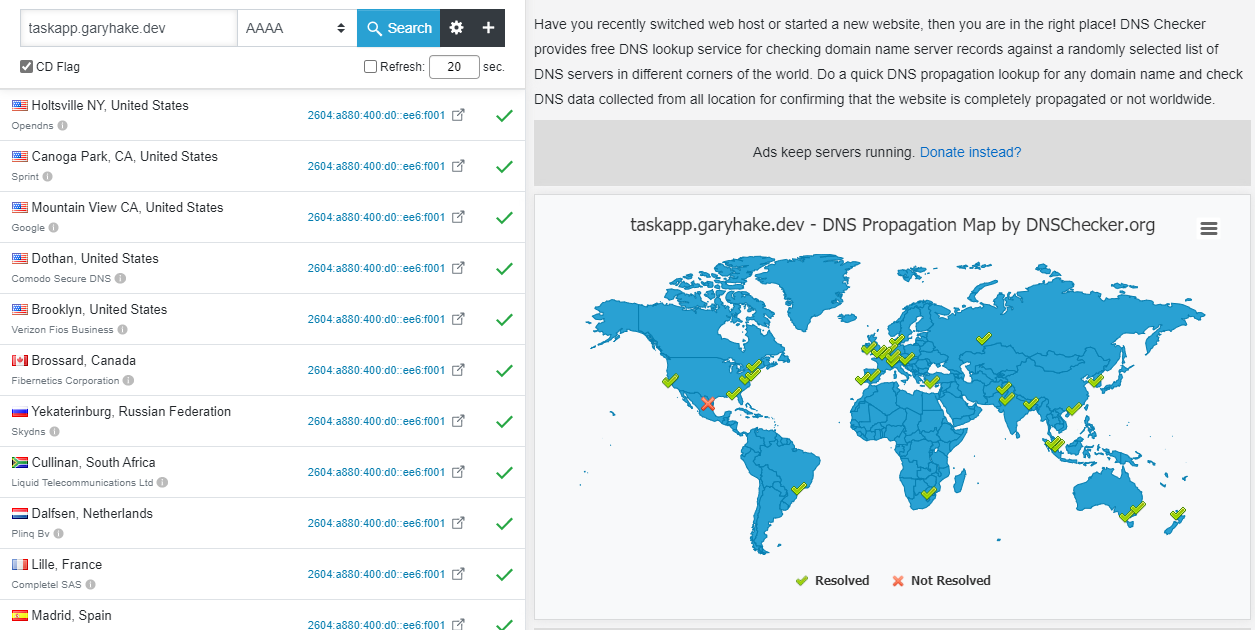 taskapp.garyhake.dev AAAA Search
CD Flag Refresh: 20 sec.
Holtsville NY, United States
Opendns
2604:a880:400:d0::ee6:f001
Canoga Park, CA, United States
Sprint
2604:a880:400:d0::ee6:f001
Mountain View CA, United States
Google
2604:a880:400:d0::ee6:f001
Dothan, United States
Comodo Secure DNS
2604:a880:400:d0::ee6:f001
Brooklyn, United States
Verizon Fios Business
2604:a880:400:d0::ee6:f001
Brossard, Canada
Fibernetics Corporation
2604:a880:400:d0::ee6:f001
Yekaterinburg, Russian Federation
Skydns
2604:a880:400:d0::ee6:f001
Cullinan, South Africa
Liquid Telecommunications Ltd
2604:a880:400:d0::ee6:f001
Dalfsen, Netherlands
Plinq Bv
2604:a880:400:d0::ee6:f001
Lille, France
Completel SAS
2604:a880:400:d0::ee6:f001
Madrid, Spain
2604:a880:400:d0::ee6:f001
Have you recently switched web host or started a new website, then you are in the right place! DNS Checker
provides free DNS lookup service for checking domain name server records against a randomly selected list of
DNS servers in different corners of the world. Do a quick DNS propagation lookup for any domain name and check
DNS data collected from all location for confirming that the website is completely propagated or not worldwide.
Ads keep servers running. Donate instead?
taskapp.garyhake.dev - DNS Propagation Map by DNSChecker.org
Resolved Not Resolved